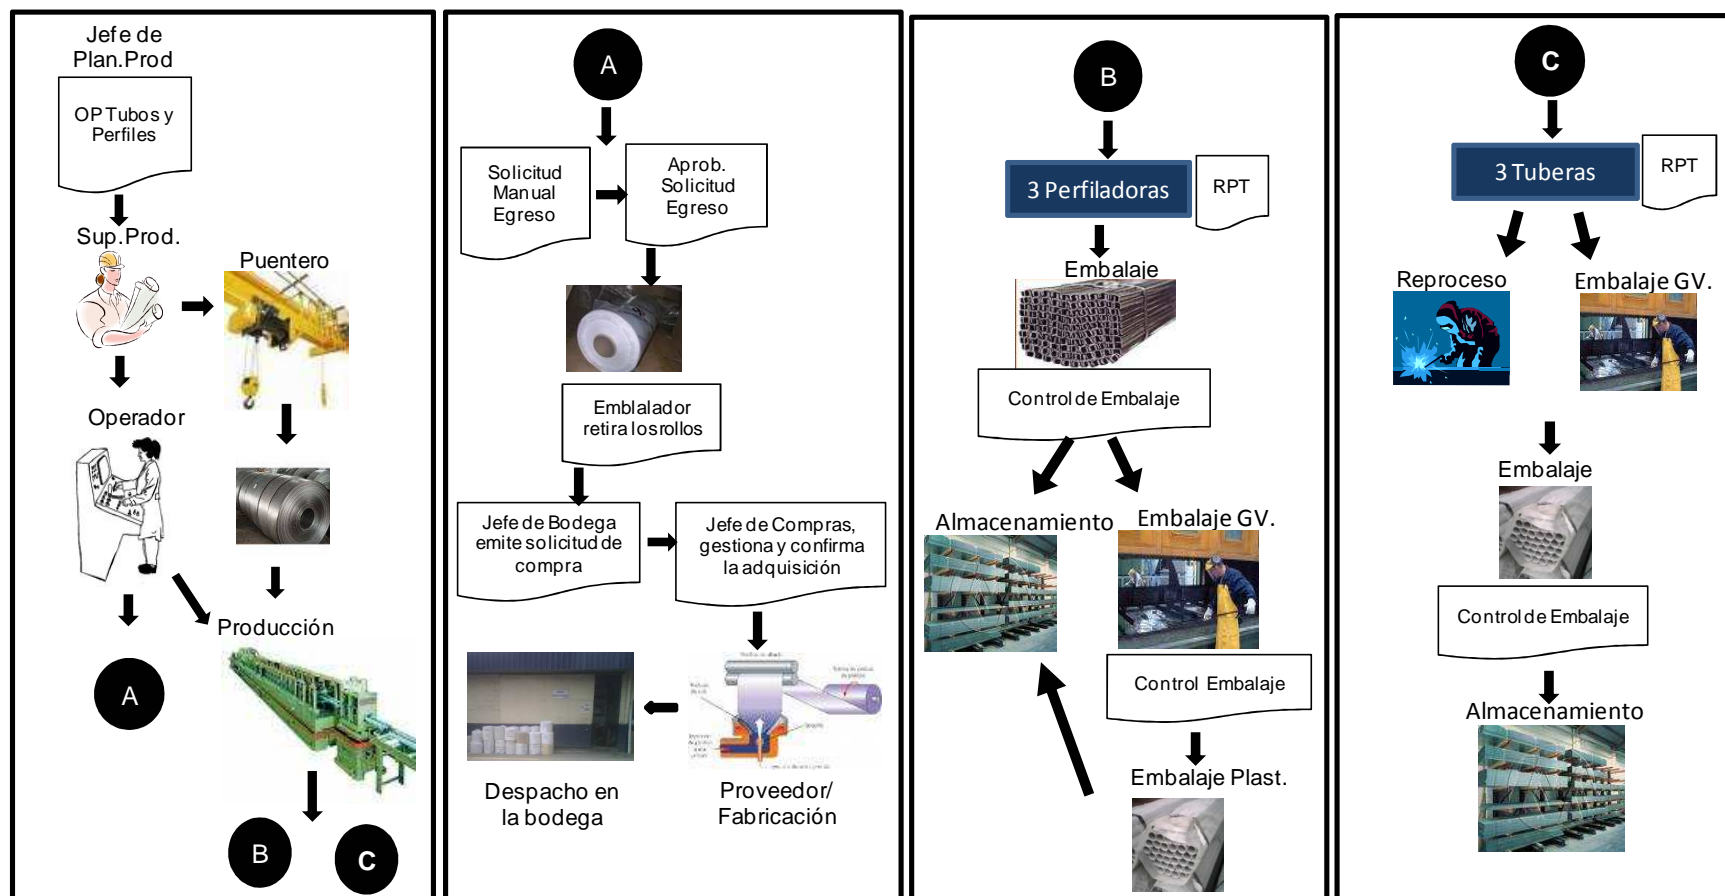 Jefe de
Plan.Prod
OP Tubos y
Perfiles
Sup.Prod.
Puentero
Operador
Producción
A
B
C
A
Solicitud
Manual
Egreso
Aprob.
Solicitud
Egreso
Emblalador
retira los rollos
Jefe de Bodega
emite solicitud de
compra
Jefe de Compras,
gestiona y confirma
la adquisición
Despacho en
la bodega
Proveedor/
Fabricación
B
3 Perfiladoras
RPT
Embalaje
Control de Embalaje
Almacenamiento
Embalaje GV.
Control Embalaje
Embalaje Plast.
C
3 Tuberas
RPT
Reproceso
Embalaje GV.
Embalaje
Control de Embalaje
Almacenamiento